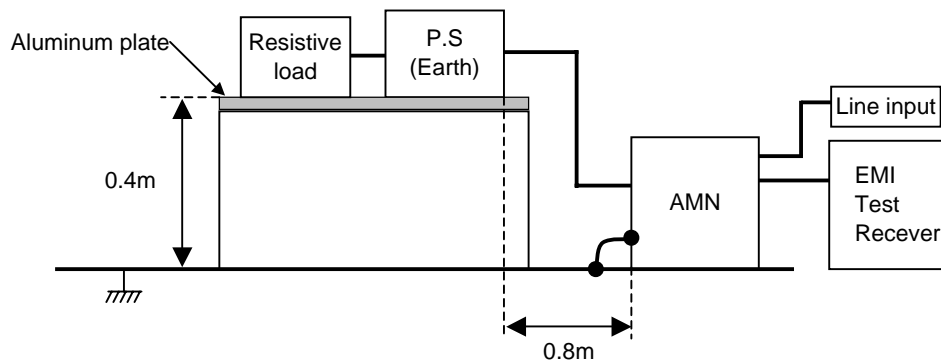 Aluminum plate
Resistive
load
P.S
(Earth)
Line input
0.4m
AMN
EMI
Test
Recever
0.8m